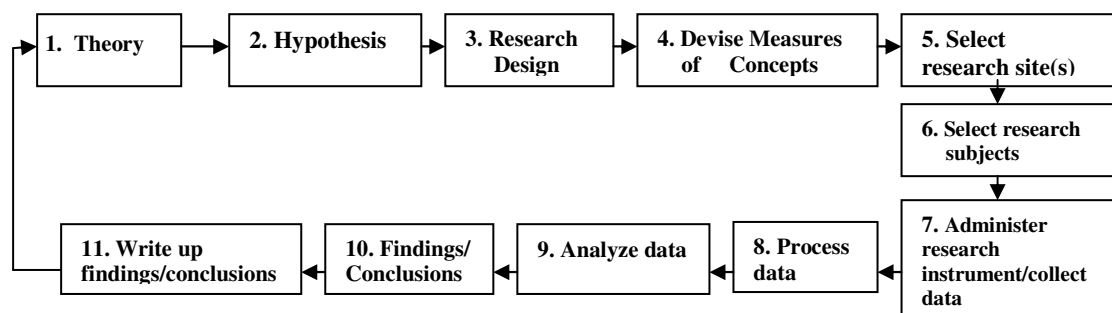 1. Theory
2. Hypothesis
3. Research
Design
4. Devise Measures
of Concepts
5. Select
research site(s)
6. Select research
subjects
7. Administer
research
instrument/collect
data
8. Process
data
9. Analyze data
10. Findings/
Conclusions
11. Write up
findings/conclusions